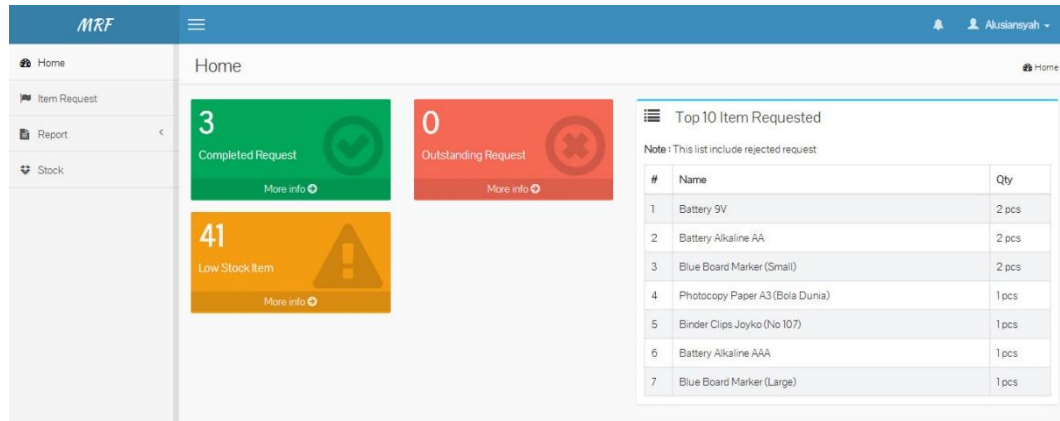 MRF
Alusiansyah
Home
Item Request
Report
Stock
Home
Home
3
Completed Request
More info
0
Outstanding Request
More info
41
Low Stock Item
More info
Top 10 Item Requested
Note : This list include rejected request
# Name Qty
1 Battery 9V 2 pcs
2 Battery Alkaline AA 2 pcs
3 Blue Board Marker (Small) 2 pcs
4 Photocopy Paper A3 (Bola Dunia) 1 pcs
5 Binder Clips Joyko (No 107) 1 pcs
6 Battery Alkaline AAA 1 pcs
7 Blue Board Marker (Large) 1 pcs